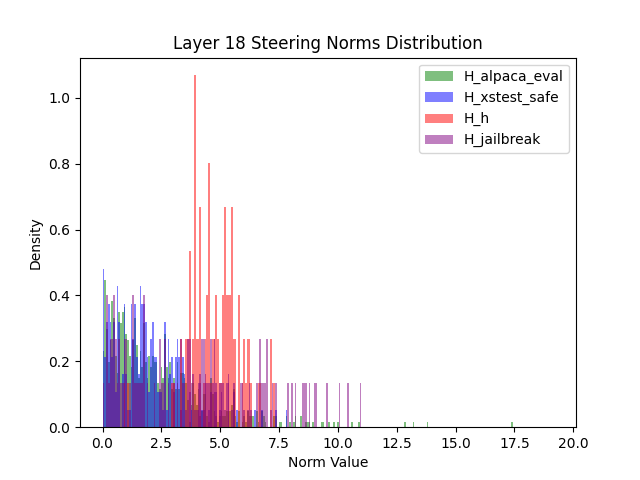 Layer 18 Steering Norms Distribution
H_alpaca_eval
H_xstest_safe
H_h
H_jailbreak
Density
1.0
0.8
0.6
0.4
0.2
0.0
0.0 2.5 5.0 7.5 10.0 12.5 15.0 17.5 20.0
Norm Value